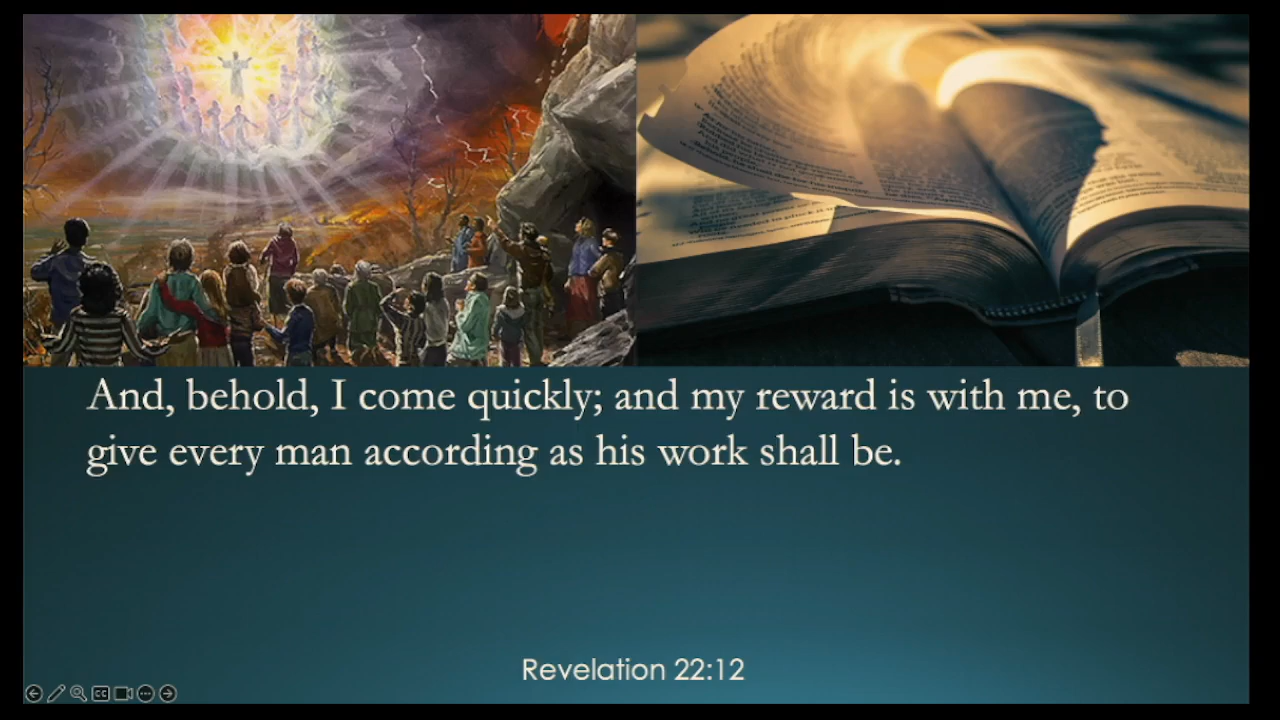 And, behold, I come quickly; and my reward is with me, to
give every man according as his work shall be.
Revelation 22:12
CC